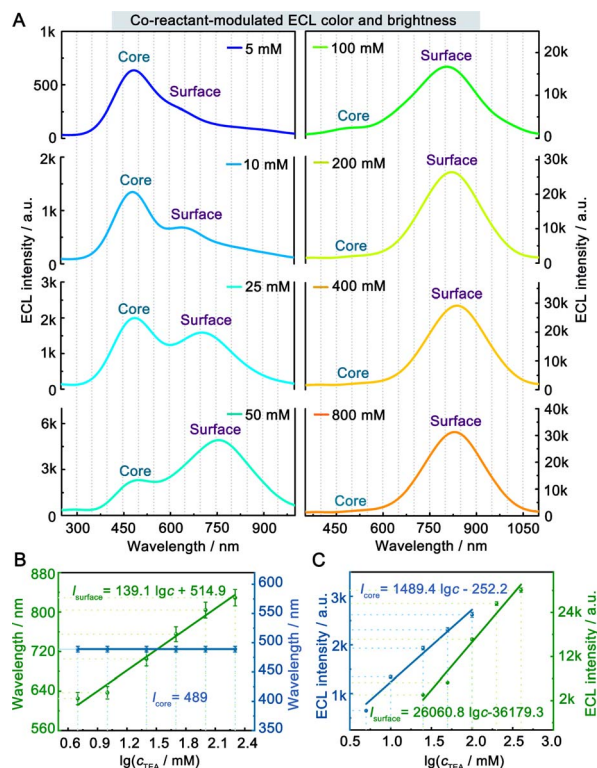 A
Co-reactant-modulated ECL color and brightness
1k
500
0
Core
Surface
5 mM
20k
10k
0
Core
Surface
100 mM
2k
1k
0
Core
Surface
10 mM
30k
20k
10k
0
Core
Surface
200 mM
3k
2k
1k
0
Core
Surface
25 mM
30k
20k
10k
0
Core
Surface
400 mM
6k
3k
0
Core
Surface
50 mM
40k
30k
20k
10k
0
Core
Surface
800 mM
ECL intensity / a.u.
ECL intensity / a.u.
ECL intensity / a.u.
300 450 600 750 900
450 600 750 900 1050
Wavelength / nm
Wavelength / nm
B
880
800
720
640
560
Wavelength / nm
I surface = 139.1 lgc + 514.9
I core = 489
600
550
500
450
400
350
Wavelength / nm
0.6 0.9 1.2 1.5 1.8 2.1 2.4
lg(c TEA / mM)
C
3k
2k
1k
ECL intensity / a.u.
I core = 1489.4 lgc - 252.2
I surface = 26060.8 lgc-36179.3
24k
12k
2k
ECL intensity / a.u.
0.5 1.0 1.5 2.0 2.5 3.0
lg(c TEA / mM)